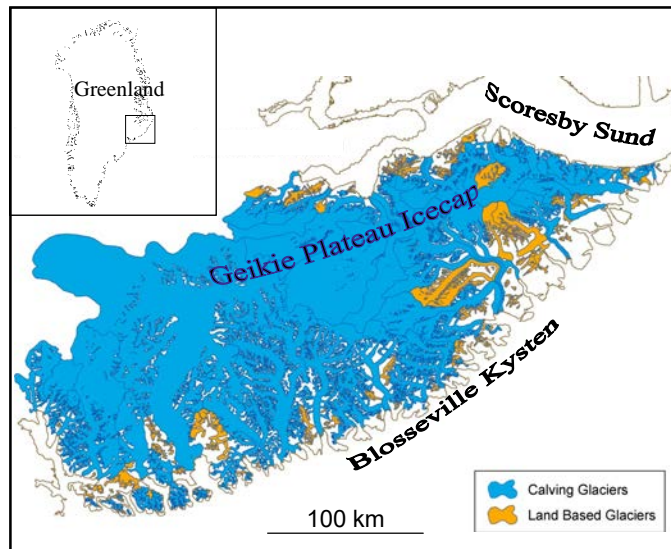 Greenland
Scoresby Sund
Geikie Plateau Icecap
Blosseville Kysten
100 km
Calving Glaciers
Land Based Glaciers